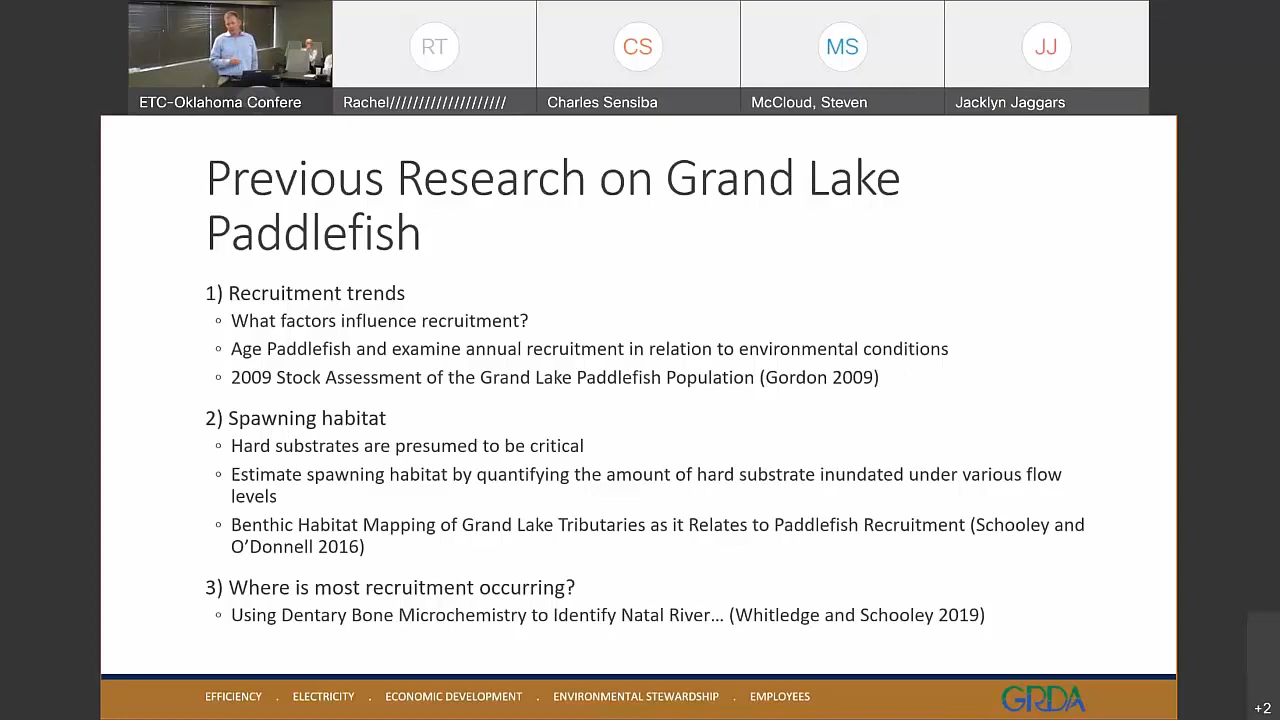 RT
CS
MS
JJ
ETC-Oklahoma Confere
Rachel////////////////////
Charles Sensiba
McCloud, Steven
Jacklyn Jaggars
Previous Research on Grand Lake
Paddlefish
1) Recruitment trends
◦ What factors influence recruitment?
◦ Age Paddlefish and examine annual recruitment in relation to environmental conditions
◦ 2009 Stock Assessment of the Grand Lake Paddlefish Population (Gordon 2009)
2) Spawning habitat
◦ Hard substrates are presumed to be critical
◦ Estimate spawning habitat by quantifying the amount of hard substrate inundated under various flow
levels
◦ Benthic Habitat Mapping of Grand Lake Tributaries as it Relates to Paddlefish Recruitment (Schooley and
O’Donnell 2016)
3) Where is most recruitment occurring?
◦ Using Dentary Bone Microchemistry to Identify Natal River… (Whitledge and Schooley 2019)
EFFICIENCY . ELECTRICITY . ECONOMIC DEVELOPMENT . ENVIRONMENTAL STEWARDSHIP . EMPLOYEES
GRDA
+2